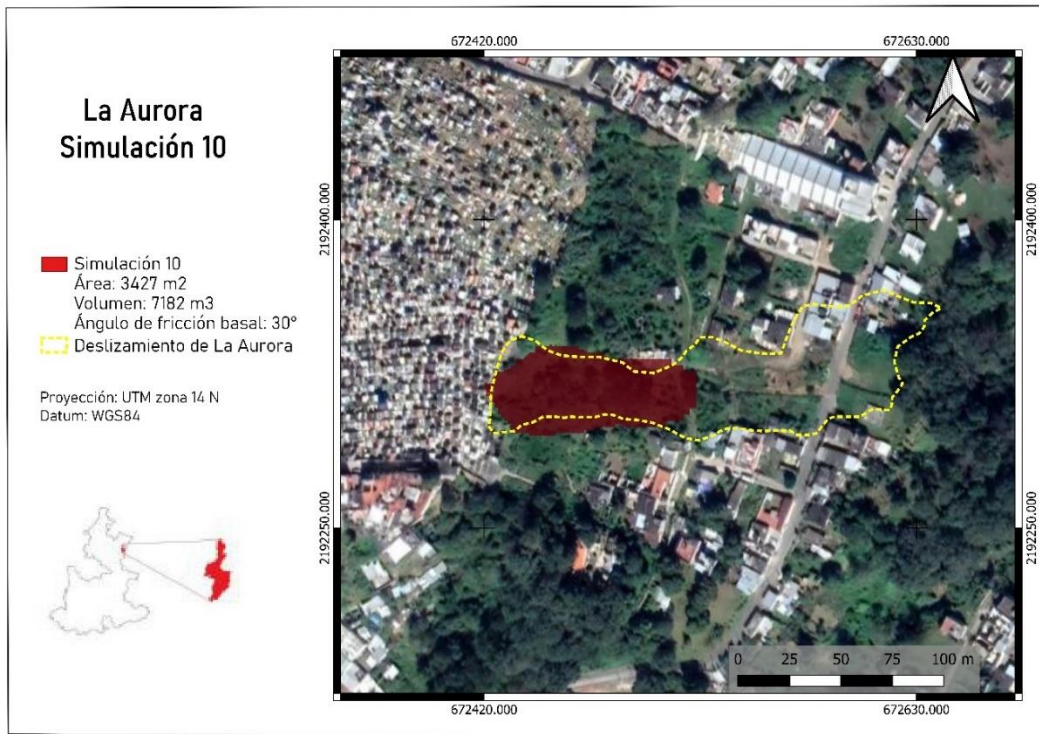 La Aurora
Simulación 10
Simulación 10
Área: 3427 m2
Volumen: 7182 m3
Ángulo de fricción basal: 30°
Deslizamiento de La Aurora
Proyección: UTM zona 14 N
Datum: WGS84
672420.000
672630.000
2192400.000
2192400.000
2192250.000
2192250.000
0 25 50 75 100 m
672420.000
672630.000